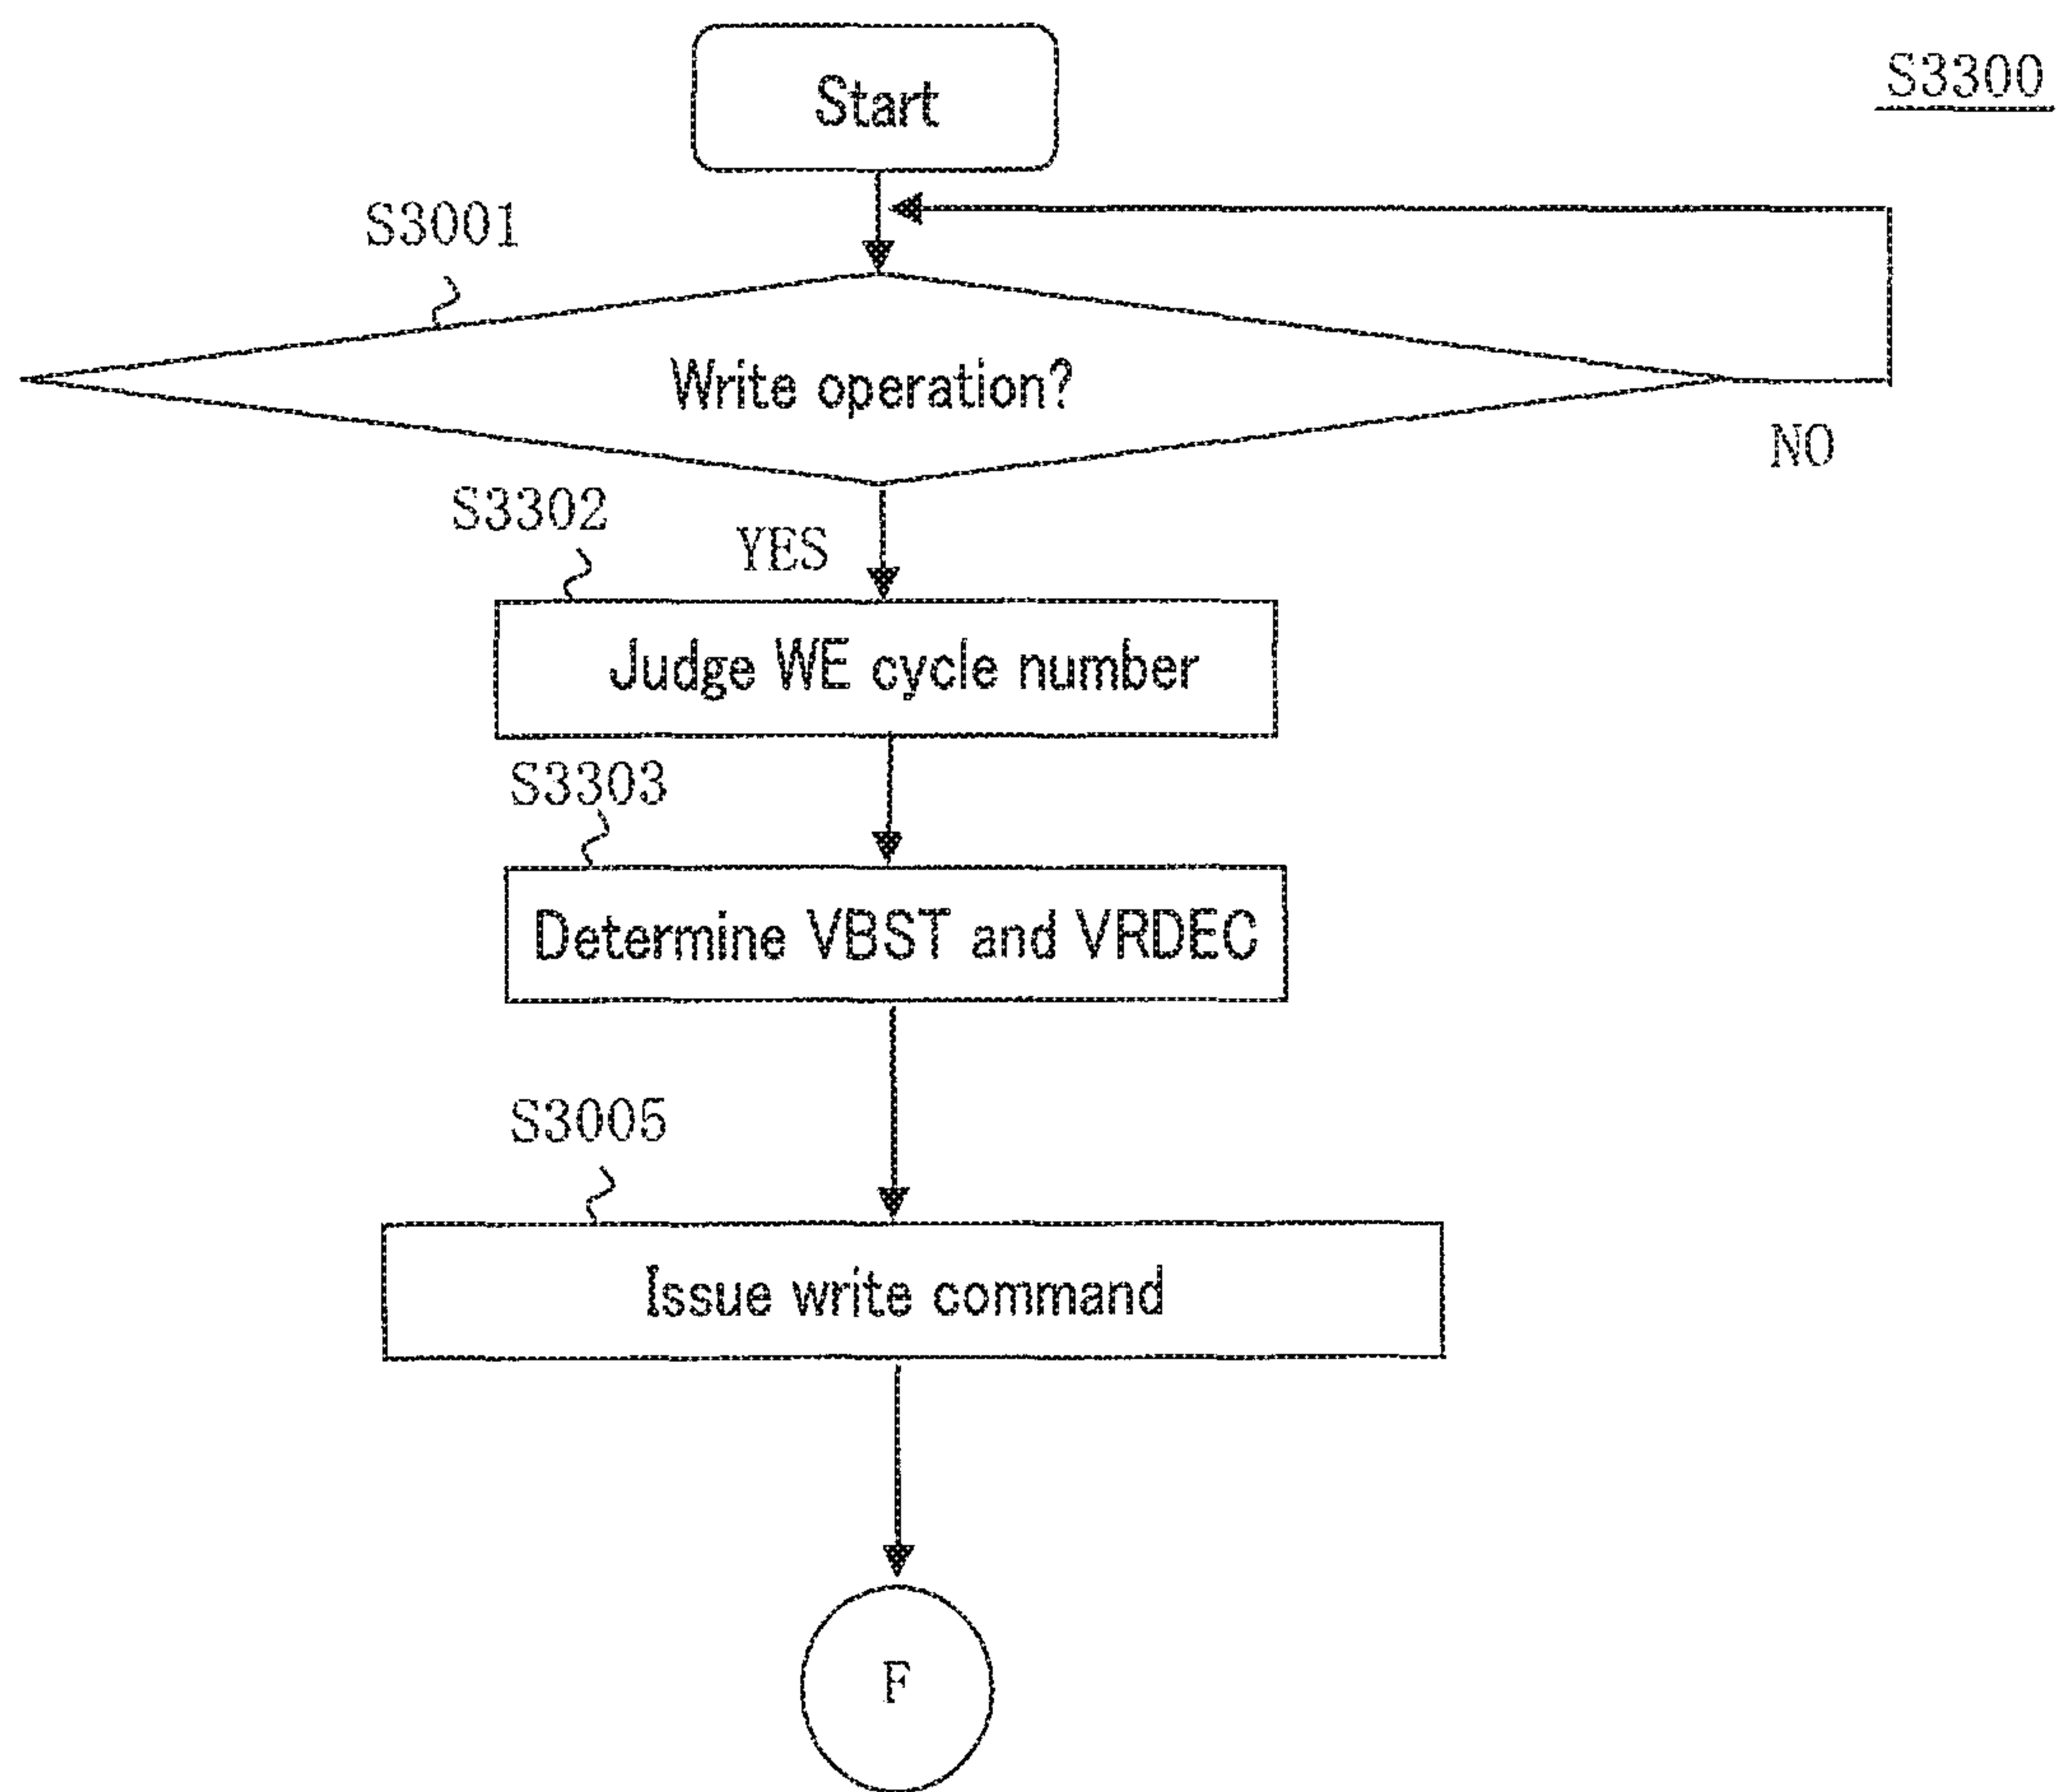 Start
S3300
S3001
Write operation?
NO
S3302
YES
Judge WE cycle number
S3303
Determine VBST and VRDEC
S3005
Issue write command
F